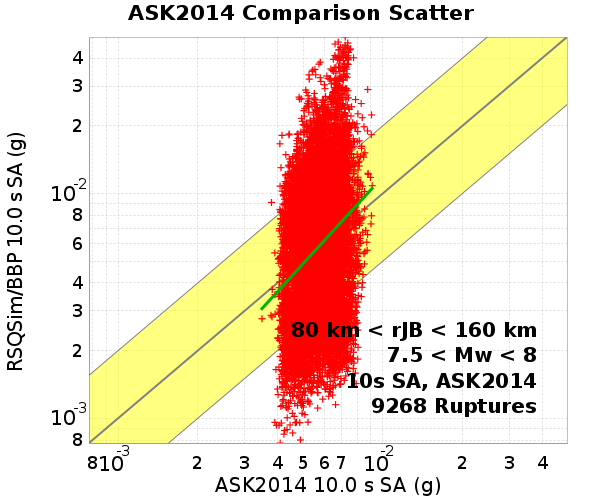 ASK2014 Comparison Scatter
RSQSim/BBP 10.0 s SA (g)
4
3
2
10-2
8
6
4
3
2
10-3
8
80 km < rJB < 160 km
7.5 < Mw < 8
10s SA, ASK2014
9268 Ruptures
8 10-3 2 3 4 5 6 7 10-2 2 3 4
ASK2014 10.0 s SA (g)